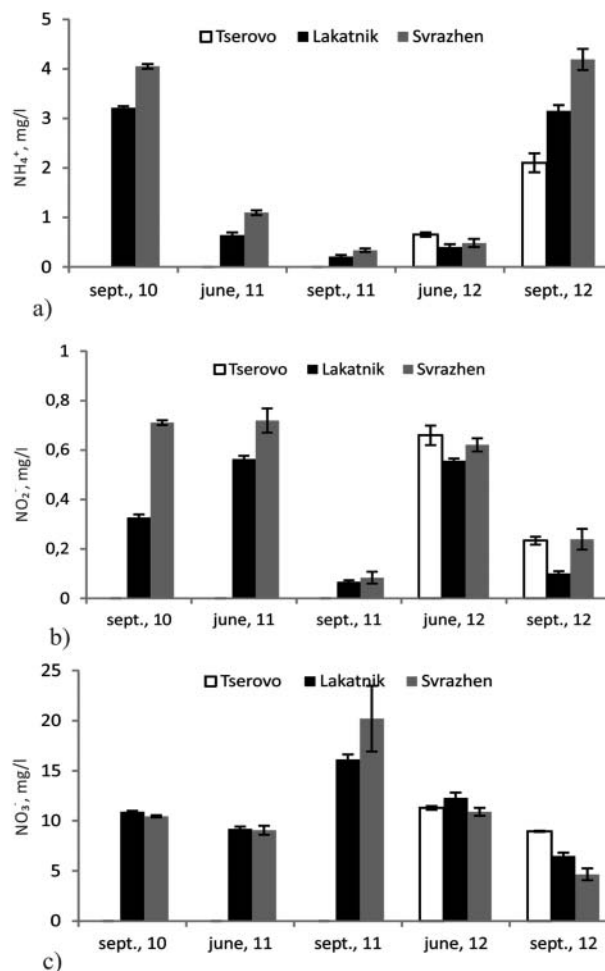 5
Tserovo Lakatnik Svrazhen
4
3
2
1
0
NH₄⁺, mg/l
sept., 10 june, 11 sept., 11 june, 12 sept., 12
a)
1
Tserovo Lakatnik Svrazhen
0,8
0,6
0,4
0,2
0
NO₂⁻, mg/l
sept., 10 june, 11 sept., 11 june, 12 sept., 12
b)
25
Tserovo Lakatnik Svrazhen
20
15
10
5
0
NO₃⁻, mg/l
sept., 10 june, 11 sept., 11 june, 12 sept., 12
c)